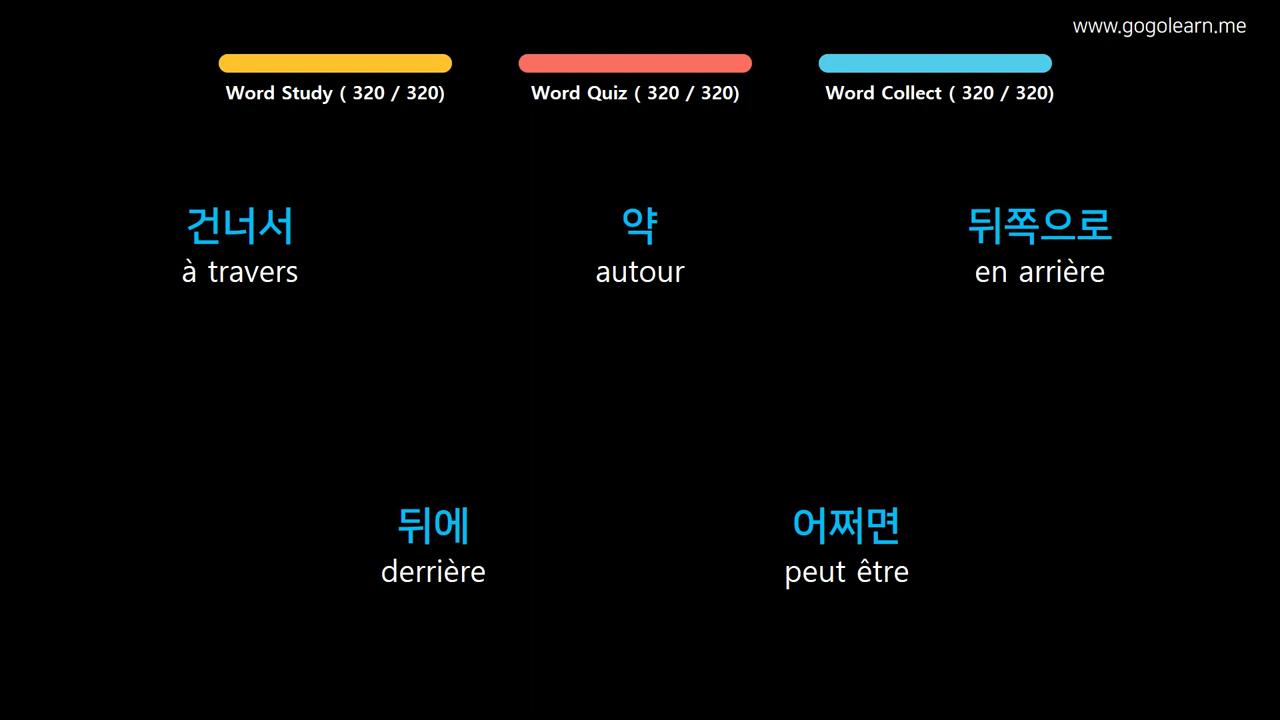 www.gogolearn.me
Word Study ( 320 / 320)
Word Quiz ( 320 / 320)
Word Collect ( 320 / 320)
건너서
à travers
약
autour
뒤쪽으로
en arrière
뒤에
derrière
어쩌면
peut être